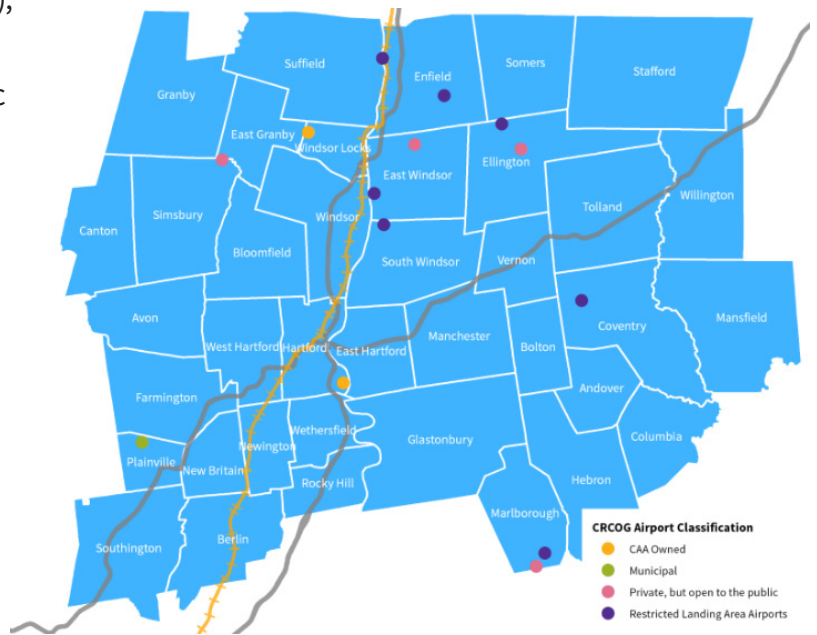 ),
c
Suffield
Enfield
Somers
Stafford
Granby
East Granby
Windsor Locks
East Windsor
Ellington
Tolland
Willington
Canton
Simsbury
Windsor
Bloomfield
South Windsor
Vernon
Avon
West Hartford
Hartford
East Hartford
Manchester
Bolton
Coventry
Mansfield
Farmington
Andover
Plainville
New Britain
Newington
Wethersfield
Glastonbury
Columbia
Rocky Hill
Hebron
Marlborough
Southington
Berlin
CRCOG Airport Classification
CAA Owned
Municipal
Private, but open to the public
Restricted Landing Area Airports